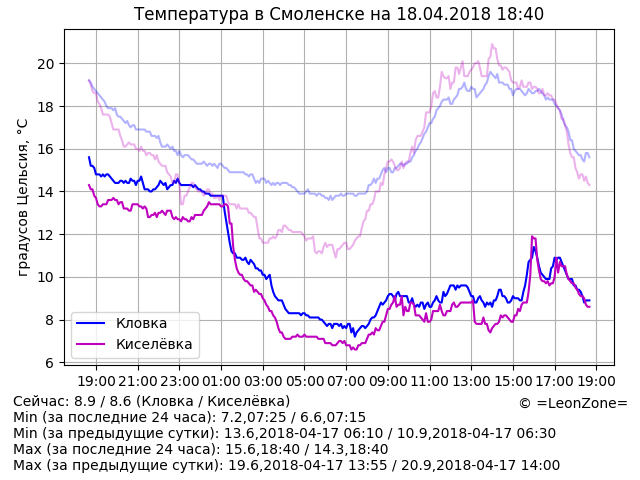 Температура в Смоленске на 18.04.2018 18:40
градусов Цельсия, °C
20
18
16
14
12
10
8
6
Кловка
Киселёвка
19:00 21:00 23:00 01:00 03:00 05:00 07:00 09:00 11:00 13:00 15:00 17:00 19:00
Сейчас: 8.9 / 8.6 (Кловка / Киселёвка)
© =LeonZone=
Min (за последние 24 часа): 7.2,07:25 / 6.6,07:15
Min (за предыдущие сутки): 13.6,2018-04-17 06:10 / 10.9,2018-04-17 06:30
Max (за последние 24 часа): 15.6,18:40 / 14.3,18:40
Max (за предыдущие сутки): 19.6,2018-04-17 13:55 / 20.9,2018-04-17 14:00